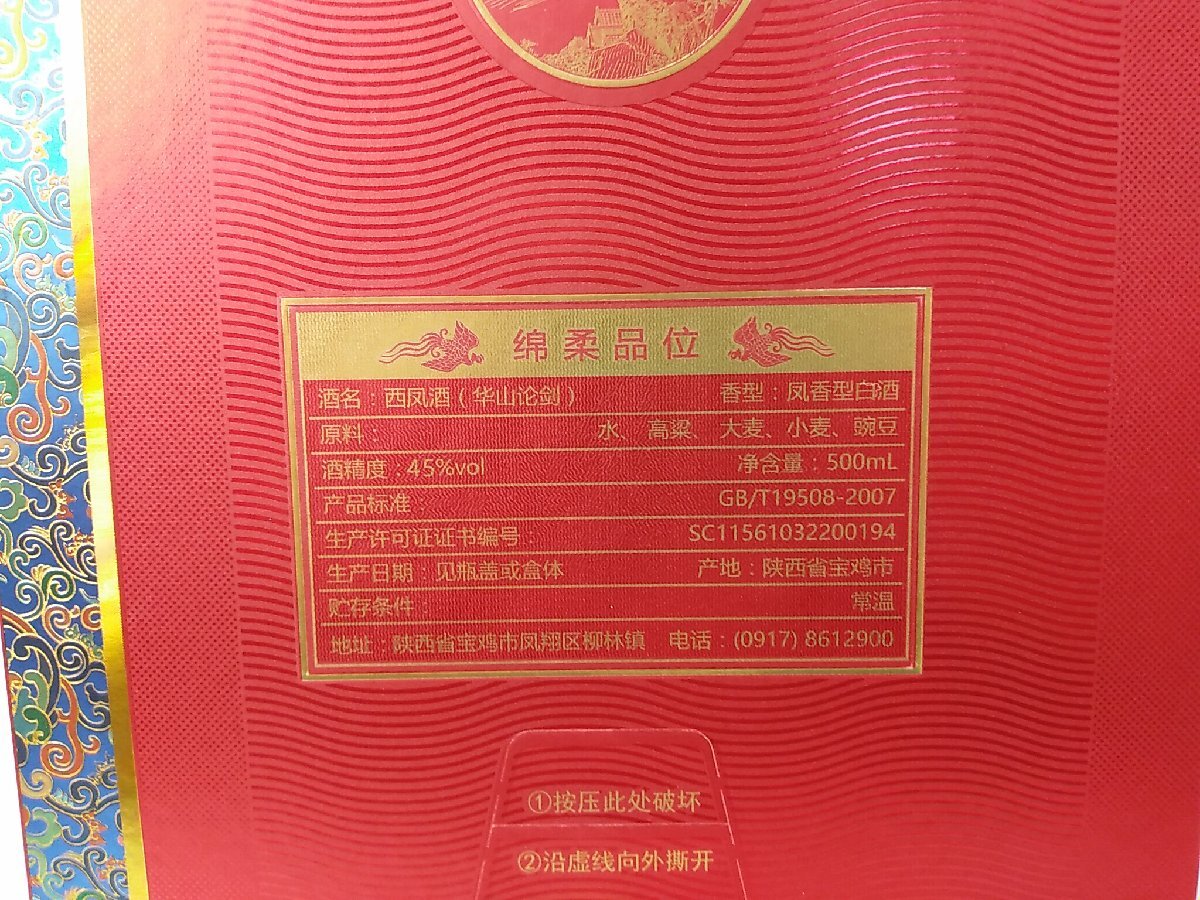 绵柔品位
酒名：西凤酒（华山论剑） 香型：凤香型白酒
原料： 水、高粱、大麦、小麦、豌豆
酒精度：45%vol 净含量：500mL
产品标准： GB/T19508-2007
生产许可证证书编号： SC11561032200194
生产日期：见瓶盖或盒体 产地：陕西省宝鸡市
贮存条件： 常温
地址：陕西省宝鸡市凤翔区柳林镇 电话：(0917) 8612900
①按压此处破坏
②沿虚线向外撕开